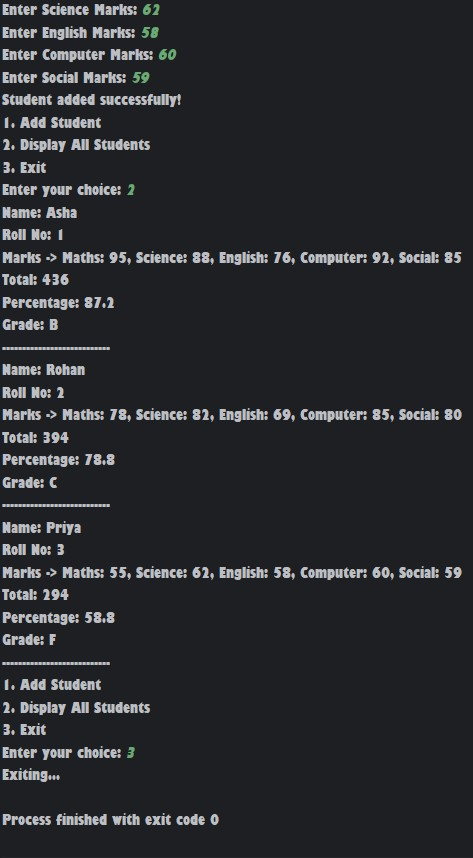 Enter Science Marks: 62
Enter English Marks: 58
Enter Computer Marks: 60
Enter Social Marks: 59
Student added successfully!
1. Add Student
2. Display All Students
3. Exit
Enter your choice: 2
Name: Asha
Roll No: 1
Marks -> Maths: 95, Science: 88, English: 76, Computer: 92, Social: 85
Total: 436
Percentage: 87.2
Grade: B
---------------------------
Name: Rohan
Roll No: 2
Marks -> Maths: 78, Science: 82, English: 69, Computer: 85, Social: 80
Total: 394
Percentage: 78.8
Grade: C
---------------------------
Name: Priya
Roll No: 3
Marks -> Maths: 55, Science: 62, English: 58, Computer: 60, Social: 59
Total: 294
Percentage: 58.8
Grade: F
---------------------------
1. Add Student
2. Display All Students
3. Exit
Enter your choice: 3
Exiting...
Process finished with exit code 0